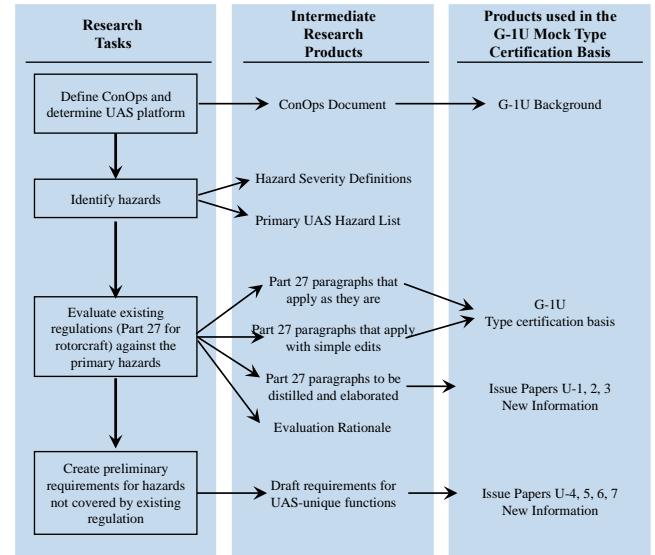 Research
Tasks
Intermediate
Research
Products
Products used in the
G-1U Mock Type
Certification Basis
Define ConOps and
determine UAS platform
ConOps Document
G-1U Background
Identify hazards
Hazard Severity Definitions
Primary UAS Hazard List
Evaluate existing
regulations (Part 27 for
rotorcraft) against the
primary hazards
Part 27 paragraphs that
apply as they are
Part 27 paragraphs that apply
with simple edits
Part 27 paragraphs to be
distilled and elaborated
Evaluation Rationale
G-1U
Type certification basis
Issue Papers U-1, 2, 3
New Information
Create preliminary
requirements for hazards
not covered by existing
regulation
Draft requirements for
UAS-unique functions
Issue Papers U-4, 5, 6, 7
New Information